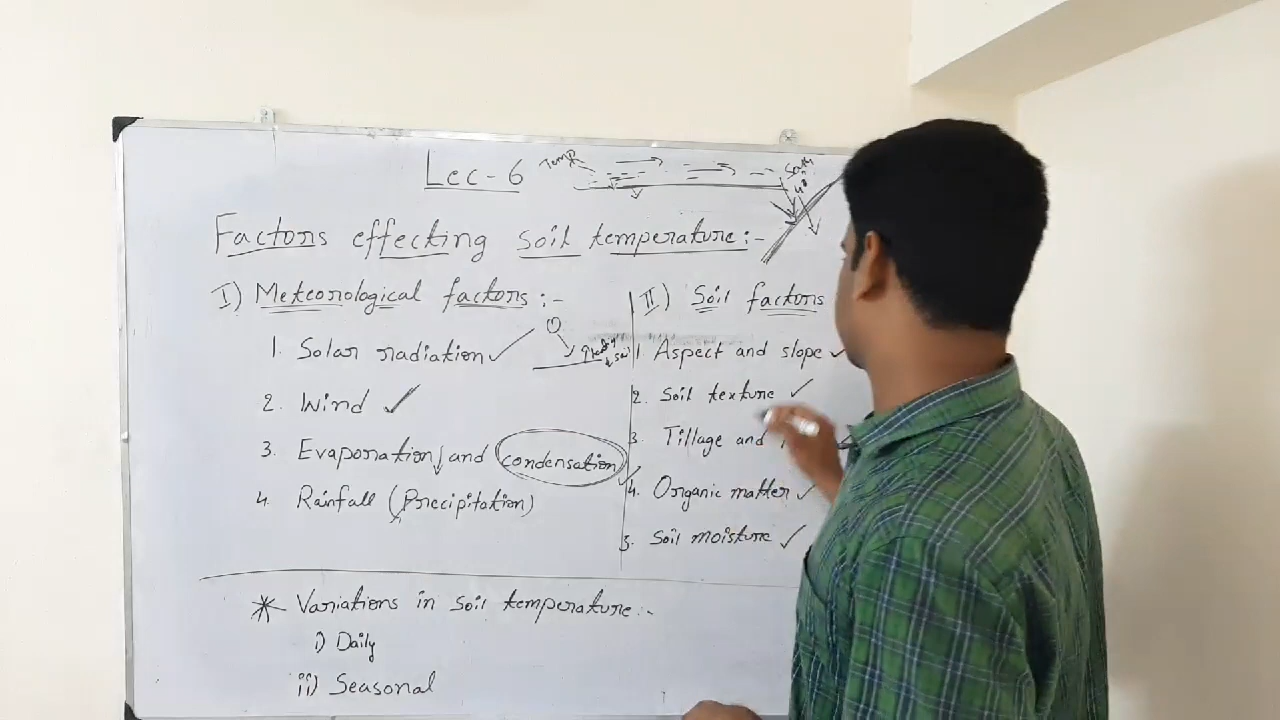 Lec-6
Temp
Factors effecting soil temperature:-
I) Meteorological factors :-
1. Solar radiation
2. Wind
3. Evaporation and condensation
4. Rainfall (Precipitation)
II) Soil factors
1 Aspect and slope
2. Soil texture
3. Tillage and
4. Organic matter
5. Soil moisture
* Variations in soil temperature:-
i) Daily
ii) Seasonal